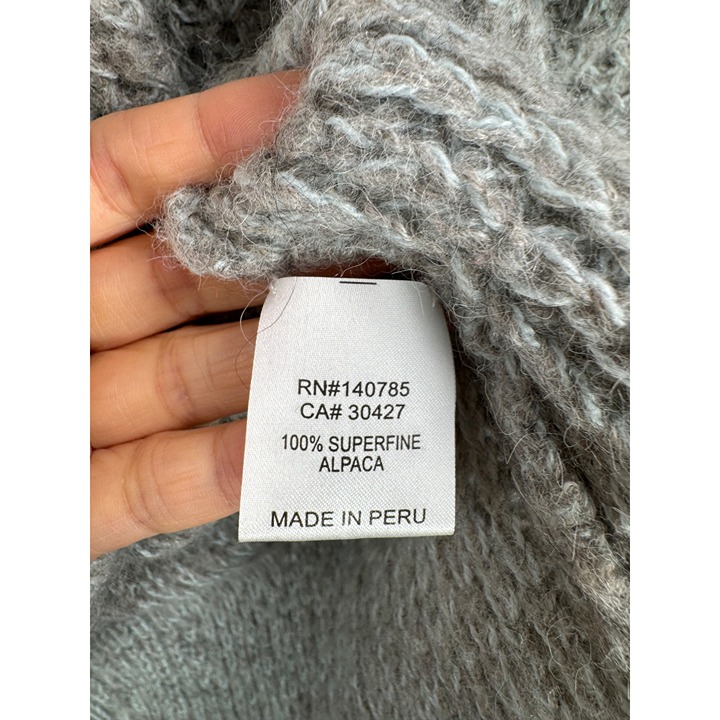 RN#140785
CA# 30427
100% SUPERFINE
ALPACA
MADE IN PERU